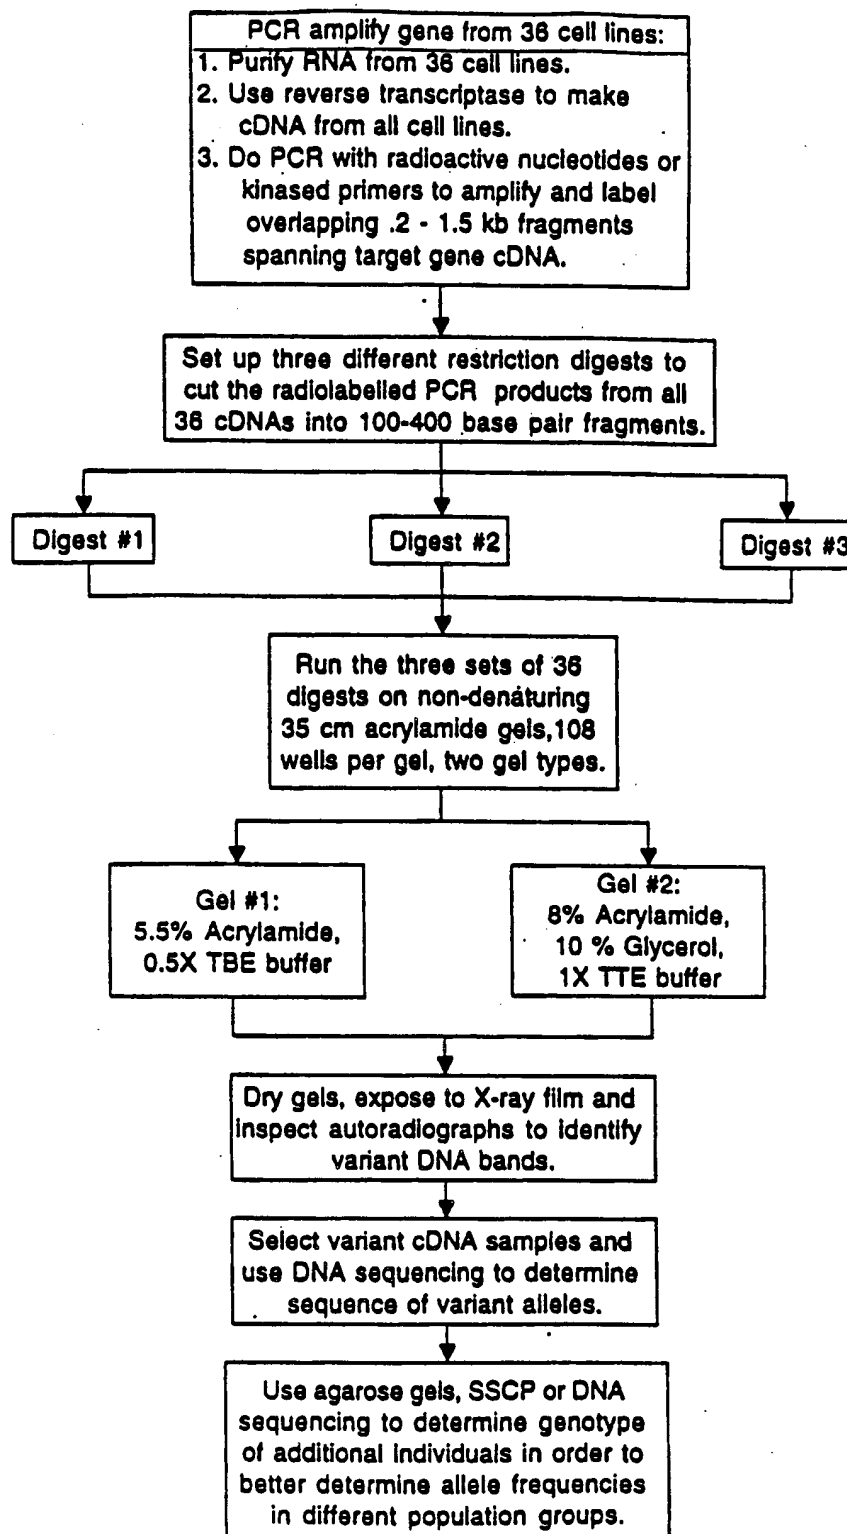 PCR amplify gene from 36 cell lines:
1. Purify RNA from 36 cell lines.
2. Use reverse transcriptase to make
cDNA from all cell lines.
3. Do PCR with radioactive nucleotides or
kinased primers to amplify and label
overlapping .2 - 1.5 kb fragments
spanning target gene cDNA.
Set up three different restriction digests to
cut the radiolabelled PCR products from all
36 cDNAs into 100-400 base pair fragments.
Digest #1
Digest #2
Digest #3
Run the three sets of 36
digests on non-denaturing
35 cm acrylamide gels,108
wells per gel, two gel types.
Gel #1:
5.5% Acrylamide,
0.5X TBE buffer
Gel #2:
8% Acrylamide,
10 % Glycerol,
1X TTE buffer
Dry gels, expose to X-ray film and
inspect autoradiographs to identify
variant DNA bands.
Select variant cDNA samples and
use DNA sequencing to determine
sequence of variant alleles.
Use agarose gels, SSCP or DNA
sequencing to determine genotype
of additional individuals in order to
better determine allele frequencies
in different population groups.